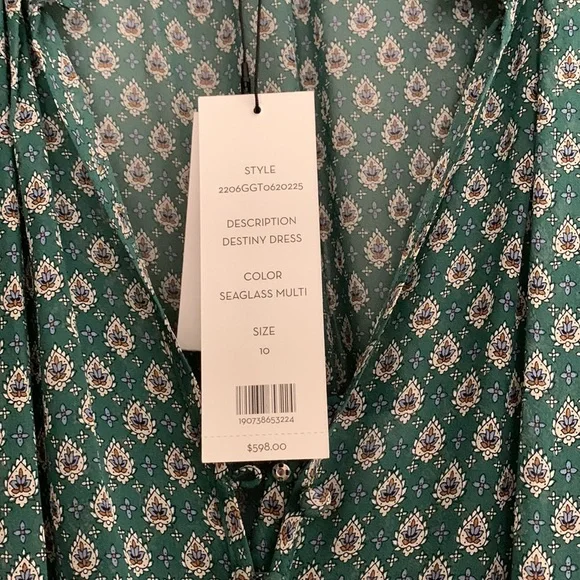 STYLE
2206GGT0620225
DESCRIPTION
DESTINY DRESS
COLOR
SEAGLASS MULTI
SIZE
10
190738653224
$598.00